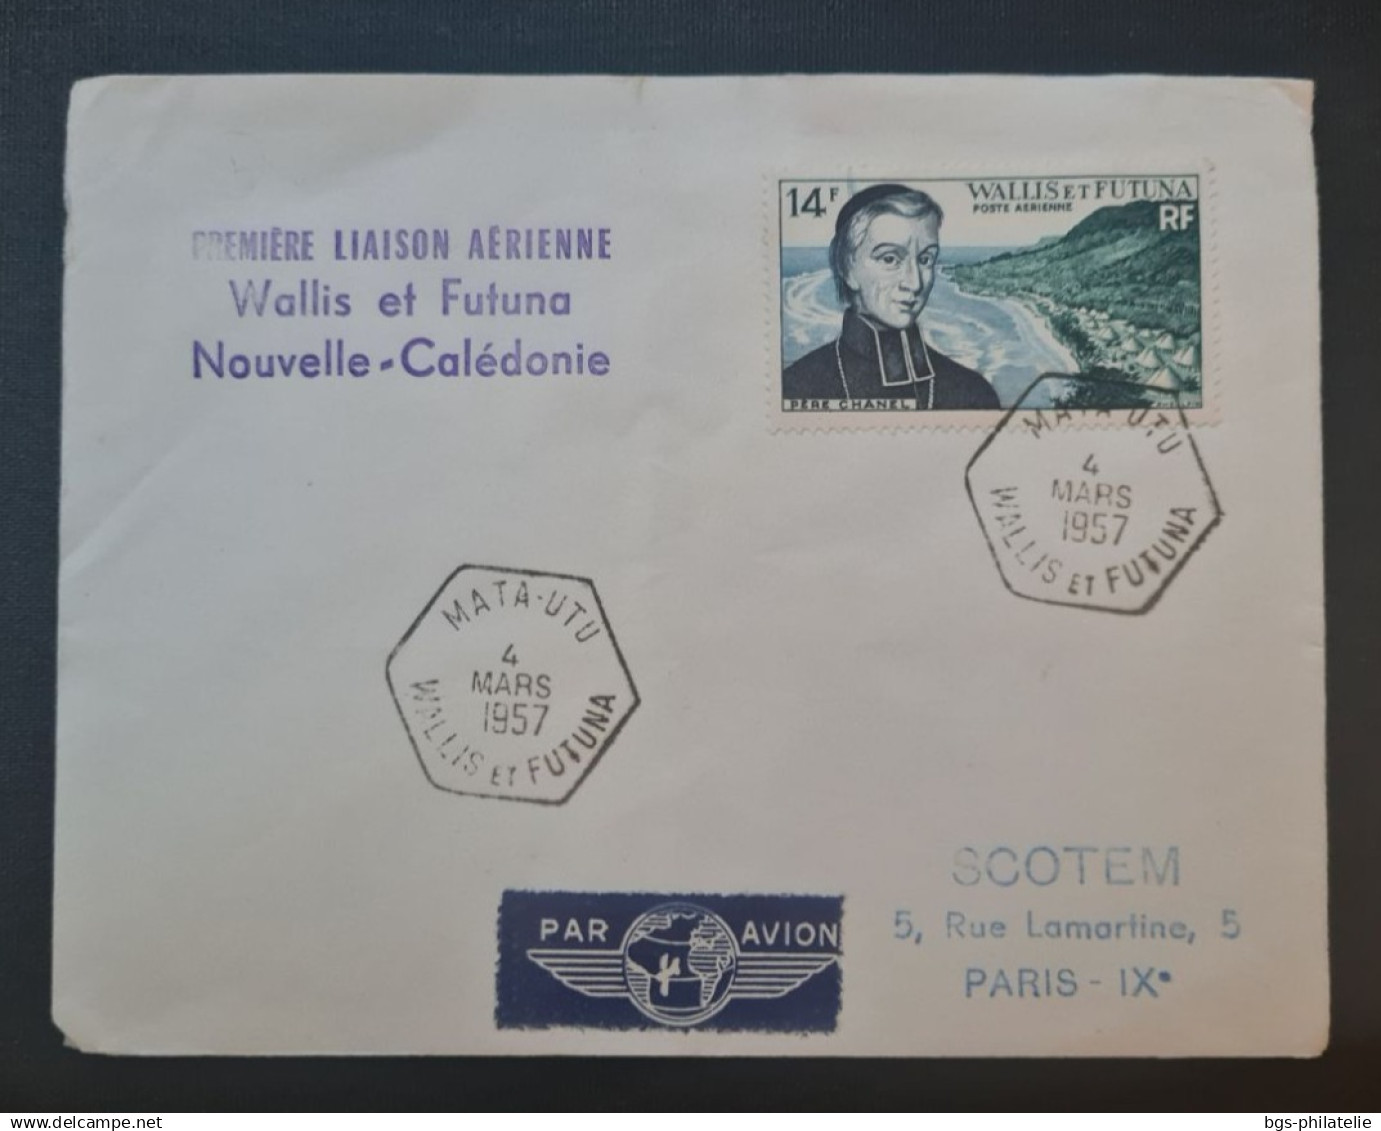 PREMIÈRE LIAISON AÉRIENNE
Wallis et Futuna
Nouvelle-Calédonie
14F
WALLIS ET FUTUNA
POSTE AERIENNE
RF
PÈRE CHANEL
MATA-UTU
4
MARS
1957
WALLIS ET FUTUNA
MATA-UTU
4
MARS
1957
WALLIS ET FUTUNA
PAR AVION
SCOTEM
5, Rue Lamartine, 5
PARIS - IXe
bgs-philatelie